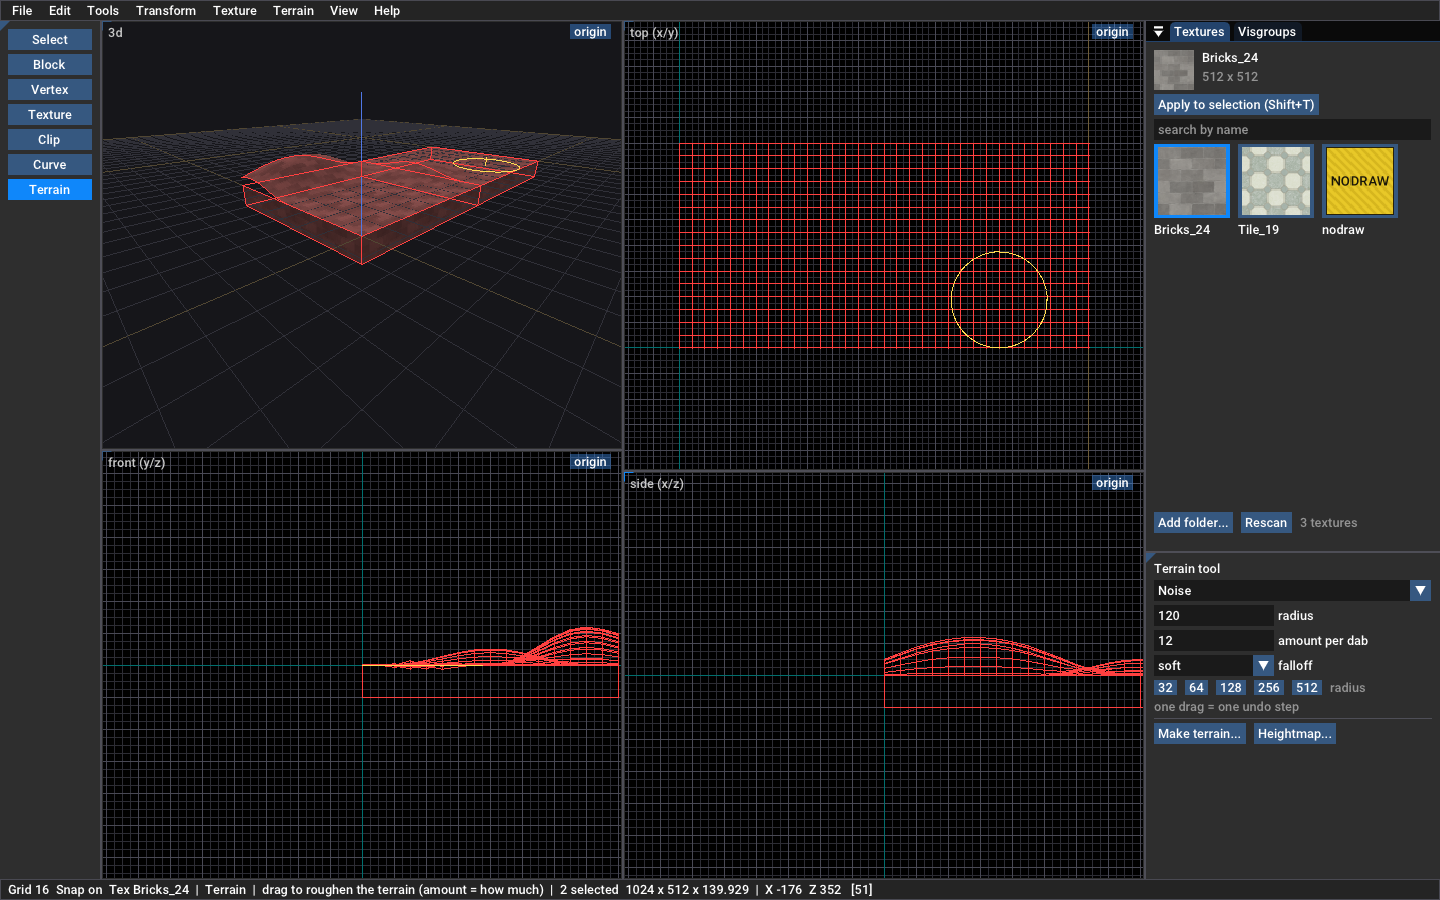 File Edit Tools Transform Texture Terrain View Help
Select
Block
Vertex
Texture
Clip
Curve
Terrain
3d
origin
top (x/y)
origin
front (y/z)
origin
side (x/z)
origin
Textures Visgroups
Bricks_24
512 x 512
Apply to selection (Shift+T)
search by name
NODRAW
Bricks_24 Tile_19 nodraw
Add folder... Rescan 3 textures
Terrain tool
Noise
120 radius
12 amount per dab
soft falloff
32 64 128 256 512 radius
one drag = one undo step
Make terrain... Heightmap...
Grid 16 Snap on Tex Bricks_24 | Terrain | drag to roughen the terrain (amount = how much) | 2 selected 1024 x 512 x 139.929 | X -176 Z 352 [51]